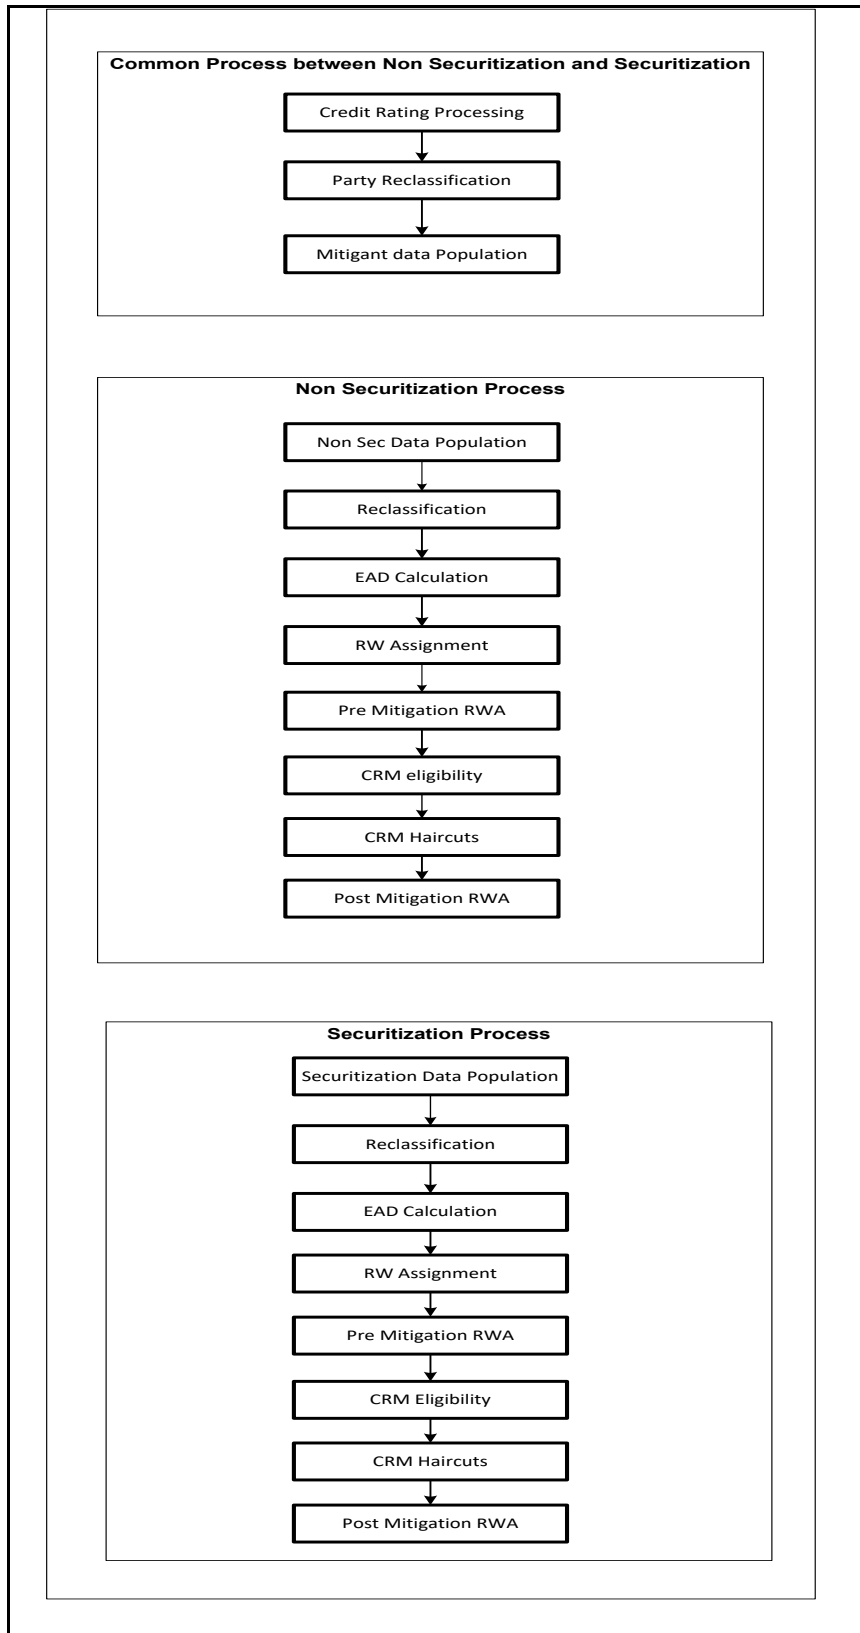 Common Process between Non Securitization and Securitization
Credit Rating Processing
Party Reclassification
Mitigant data Population
Non Securitization Process
Non Sec Data Population
Reclassification
EAD Calculation
RW Assignment
Pre Mitigation RWA
CRM eligibility
CRM Haircuts
Post Mitigation RWA
Securitization Process
Securitization Data Population
Reclassification
EAD Calculation
RW Assignment
Pre Mitigation RWA
CRM Eligibility
CRM Haircuts
Post Mitigation RWA